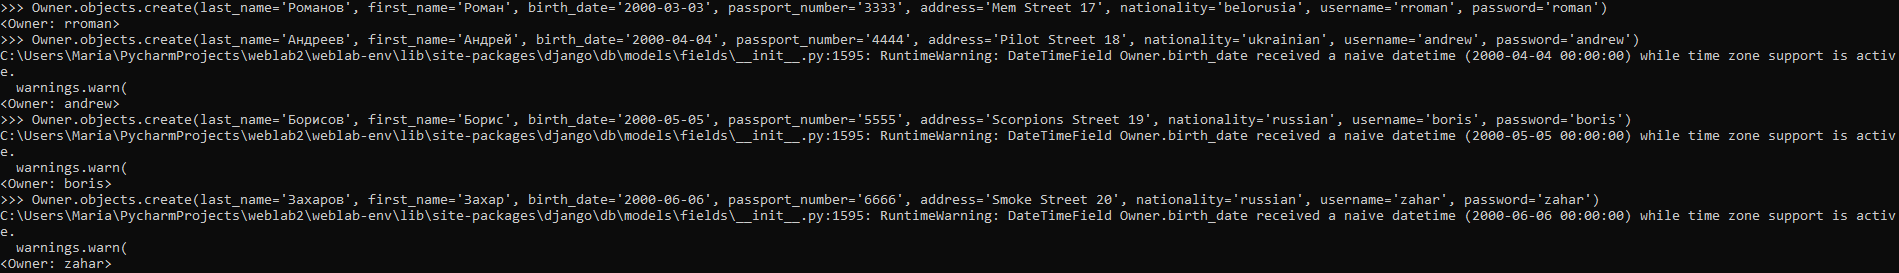 >>> Owner.objects.create(last_name='Романов', first_name='Роман', birth_date='2000-03-03', passport_number='3333', address='Mem Street 17', nationality='belorusia', username='rroman', password='roman')
<Owner: rroman>
>>> Owner.objects.create(last_name='Андреев', first_name='Андрей', birth_date='2000-04-04', passport_number='4444', address='Pilot Street 18', nationality='ukrainian', username='andrew', password='andrew')
C:\Users\Maria\PycharmProjects\weblab2\weblab-env\lib\site-packages\django\db\models\fields\__init__.py:1595: RuntimeWarning: DateTimeField Owner.birth_date received a naive datetime (2000-04-04 00:00:00) while time zone support is activ
e.
  warnings.warn(
<Owner: andrew>
>>> Owner.objects.create(last_name='Борисов', first_name='Борис', birth_date='2000-05-05', passport_number='5555', address='Scorpions Street 19', nationality='russian', username='boris', password='boris')
C:\Users\Maria\PycharmProjects\weblab2\weblab-env\lib\site-packages\django\db\models\fields\__init__.py:1595: RuntimeWarning: DateTimeField Owner.birth_date received a naive datetime (2000-05-05 00:00:00) while time zone support is activ
e.
  warnings.warn(
<Owner: boris>
>>> Owner.objects.create(last_name='Захаров', first_name='Захар', birth_date='2000-06-06', passport_number='6666', address='Smoke Street 20', nationality='russian', username='zahar', password='zahar')
C:\Users\Maria\PycharmProjects\weblab2\weblab-env\lib\site-packages\django\db\models\fields\__init__.py:1595: RuntimeWarning: DateTimeField Owner.birth_date received a naive datetime (2000-06-06 00:00:00) while time zone support is activ
e.
  warnings.warn(
<Owner: zahar>